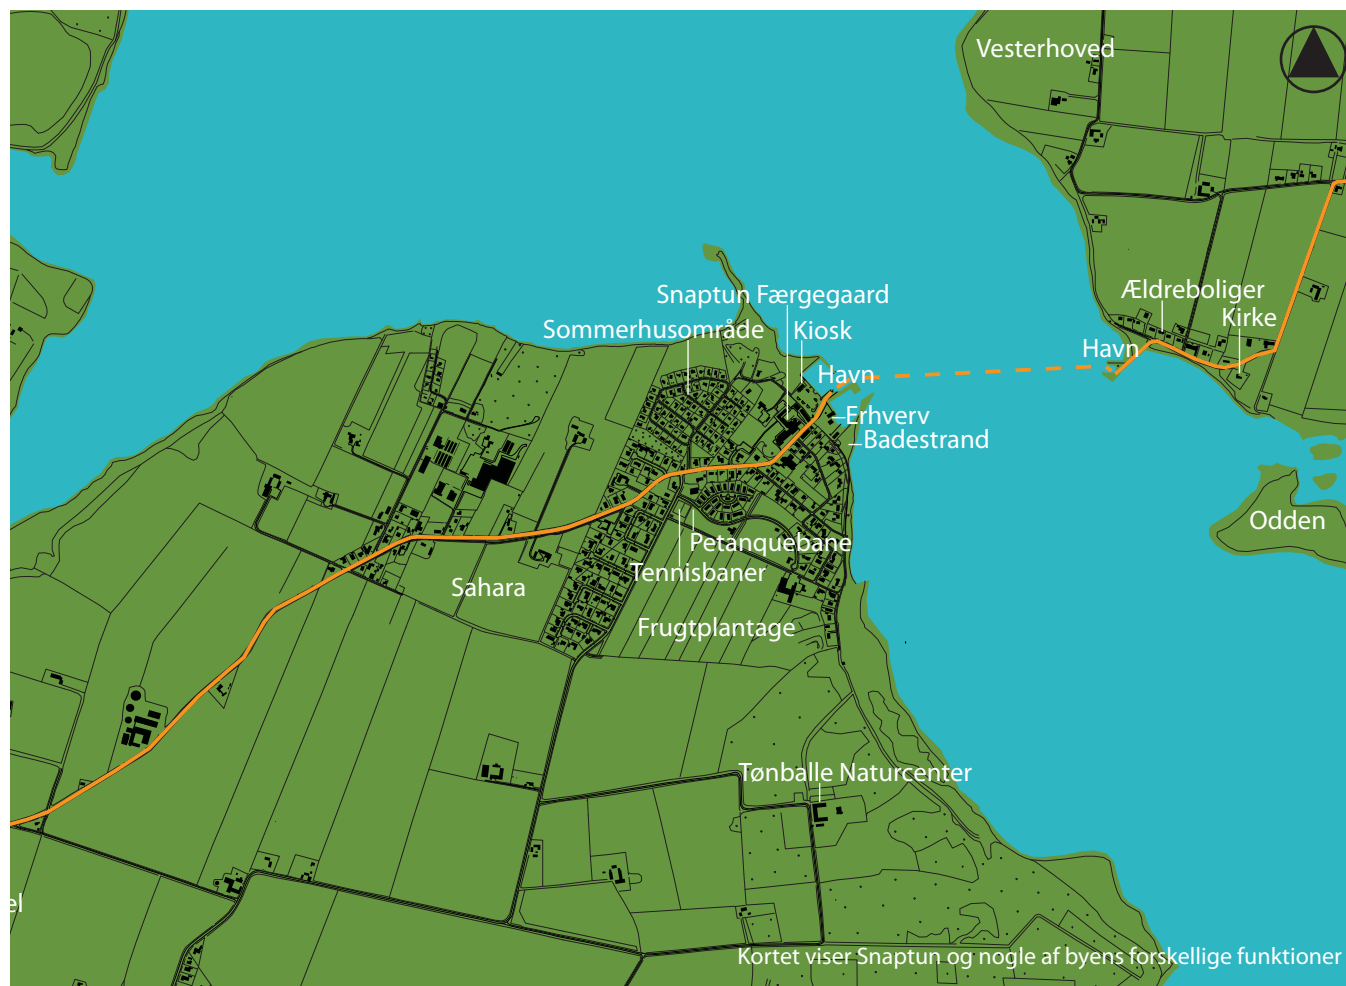 Vesterhoved
Snaptun Færgegaard
Ældreboliger
Sommerhusområde
Kiosk
Kirke
Havn
Havn
Erhverv
Badestrand
Odden
Petanquebane
Tennisbaner
Sahara
Frugtplantage
Tønballe Naturcenter
el
Kortet viser Snaptun og nogle af byens forskellige funktioner